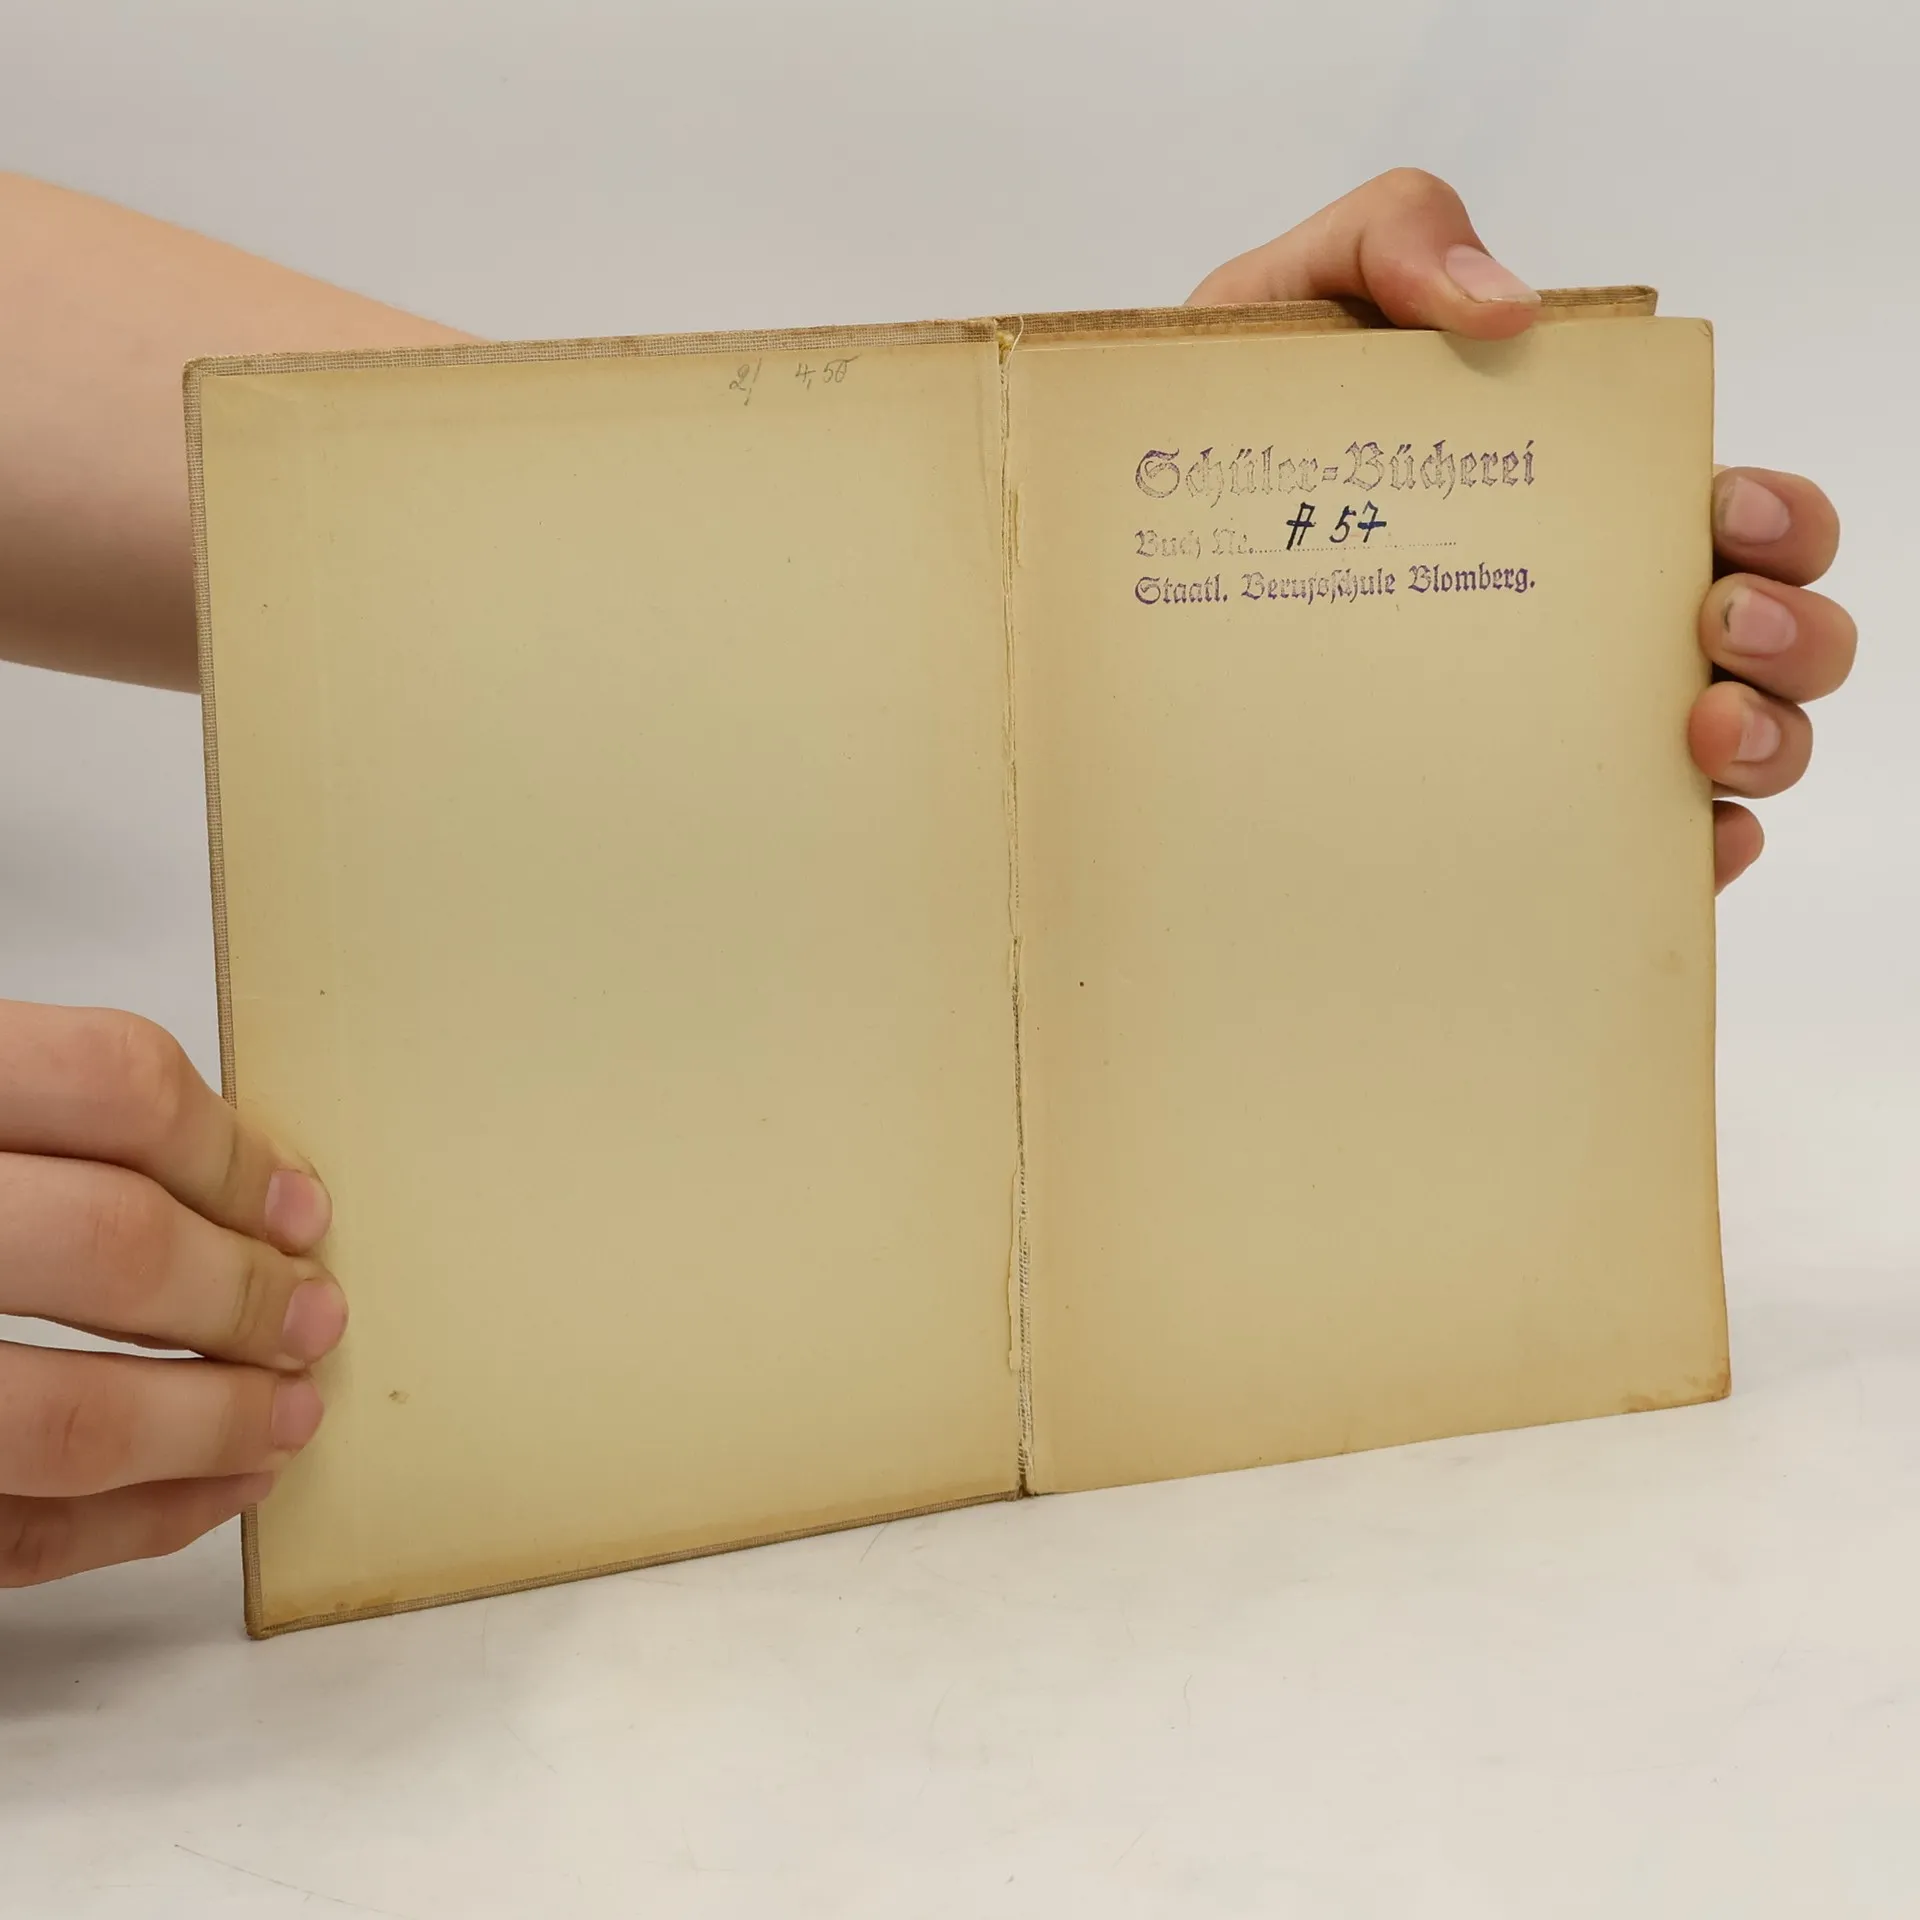 2,- 4,50
Schüler-Bücherei
Buch Nr. A 57
Staatl. Berufsschule Blomberg.